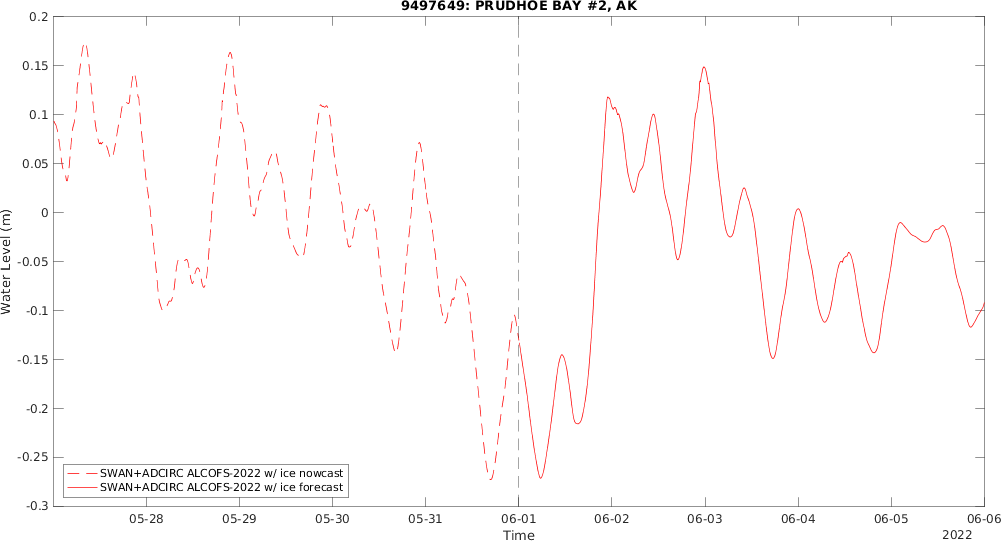 9497649: PRUDHOE BAY #2, AK
0.2
0.15
0.1
0.05
0
-0.05
-0.1
-0.15
-0.2
-0.25
-0.3
Water Level (m)
SWAN+ADCIRC ALCOFS-2022 w/ ice nowcast
SWAN+ADCIRC ALCOFS-2022 w/ ice forecast
05-28 05-29 05-30 05-31 06-01 06-02 06-03 06-04 06-05 06-06
Time
2022